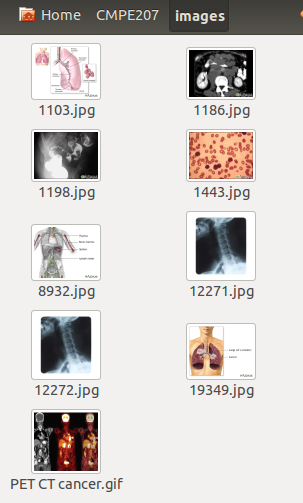 Home CMPE207 images
1103.jpg 1186.jpg
1198.jpg 1443.jpg
8932.jpg 12271.jpg
12272.jpg 19349.jpg
PET CT cancer.gif